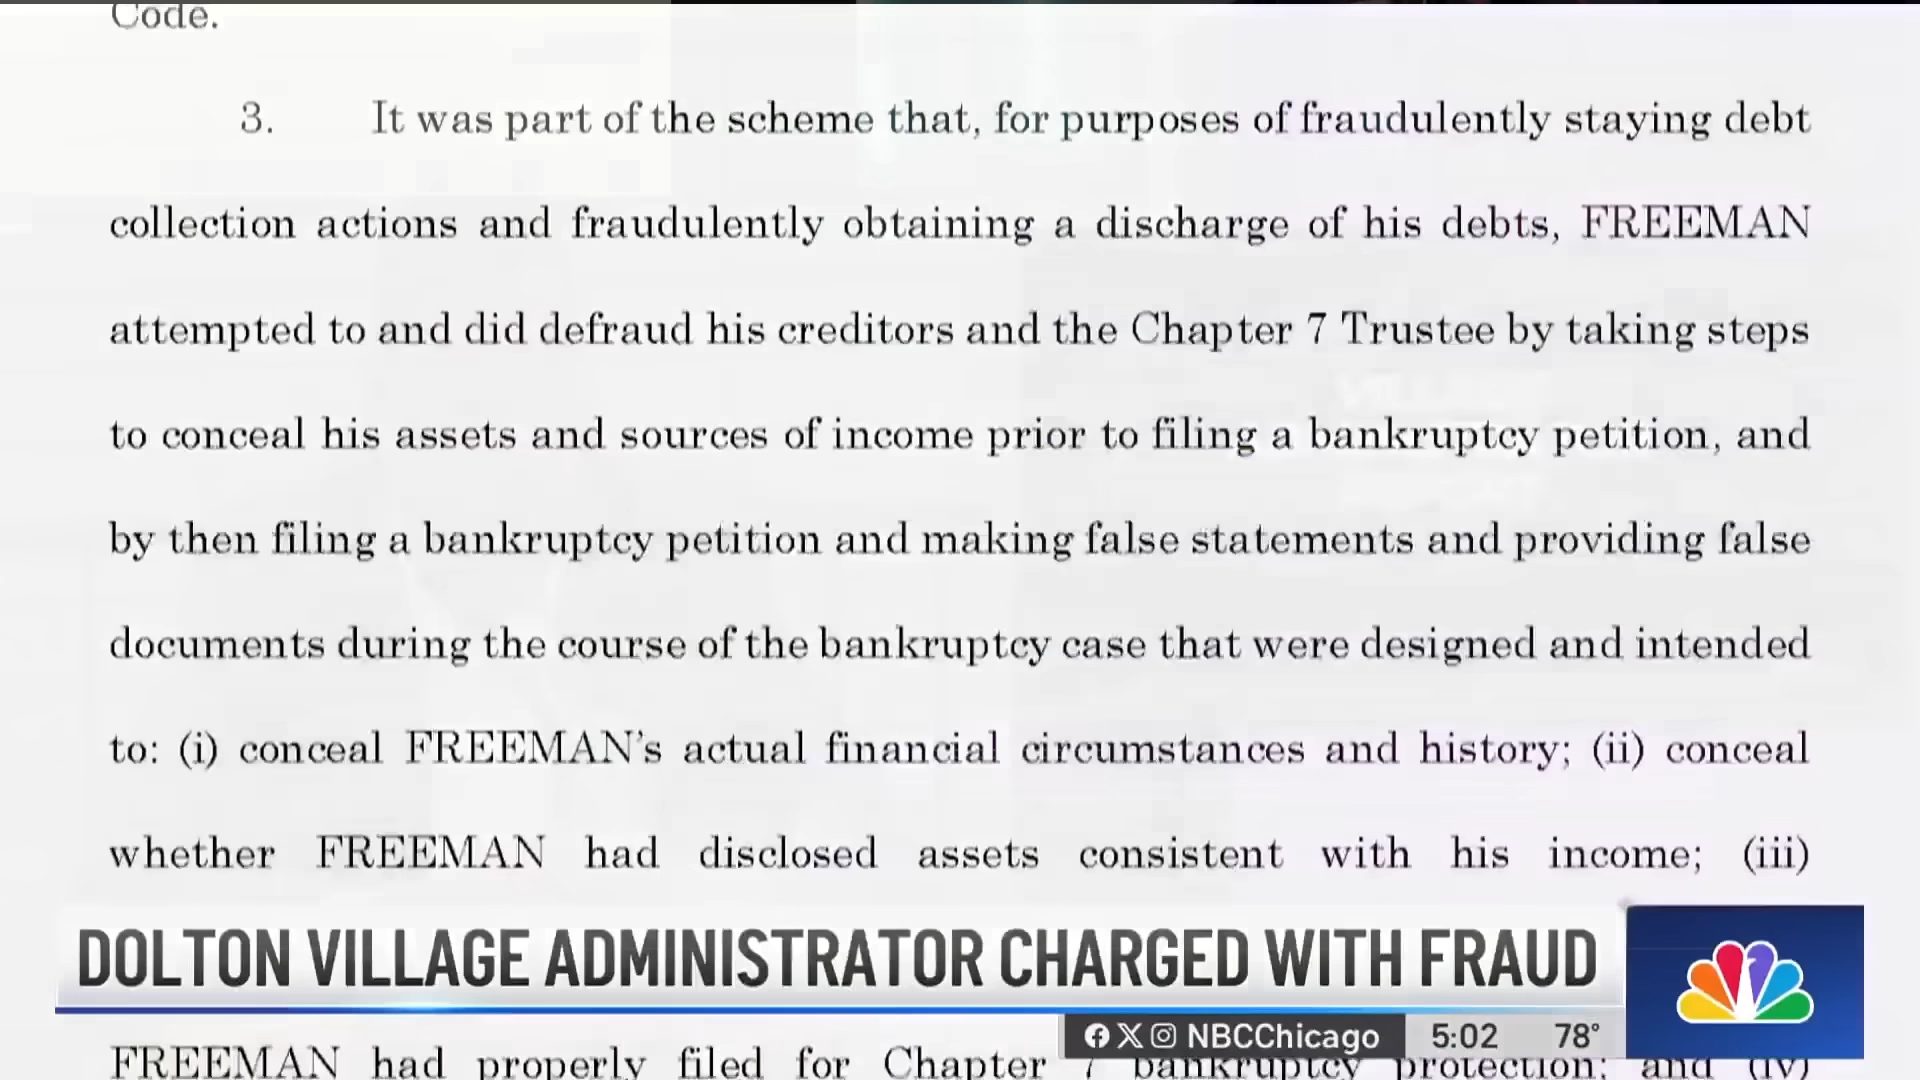 Code.
3. It was part of the scheme that, for purposes of fraudulently staying debt
collection actions and fraudulently obtaining a discharge of his debts, FREEMAN
attempted to and did defraud his creditors and the Chapter 7 Trustee by taking steps
to conceal his assets and sources of income prior to filing a bankruptcy petition, and
by then filing a bankruptcy petition and making false statements and providing false
documents during the course of the bankruptcy case that were designed and intended
to: (i) conceal FREEMAN's actual financial circumstances and history; (ii) conceal
whether FREEMAN had disclosed assets consistent with his income; (iii)
DOLTON VILLAGE ADMINISTRATOR CHARGED WITH FRAUD
NBCChicago 5:02 78°
FREEMAN had properly filed for Chapter 7 bankruptcy protection; and (iv)